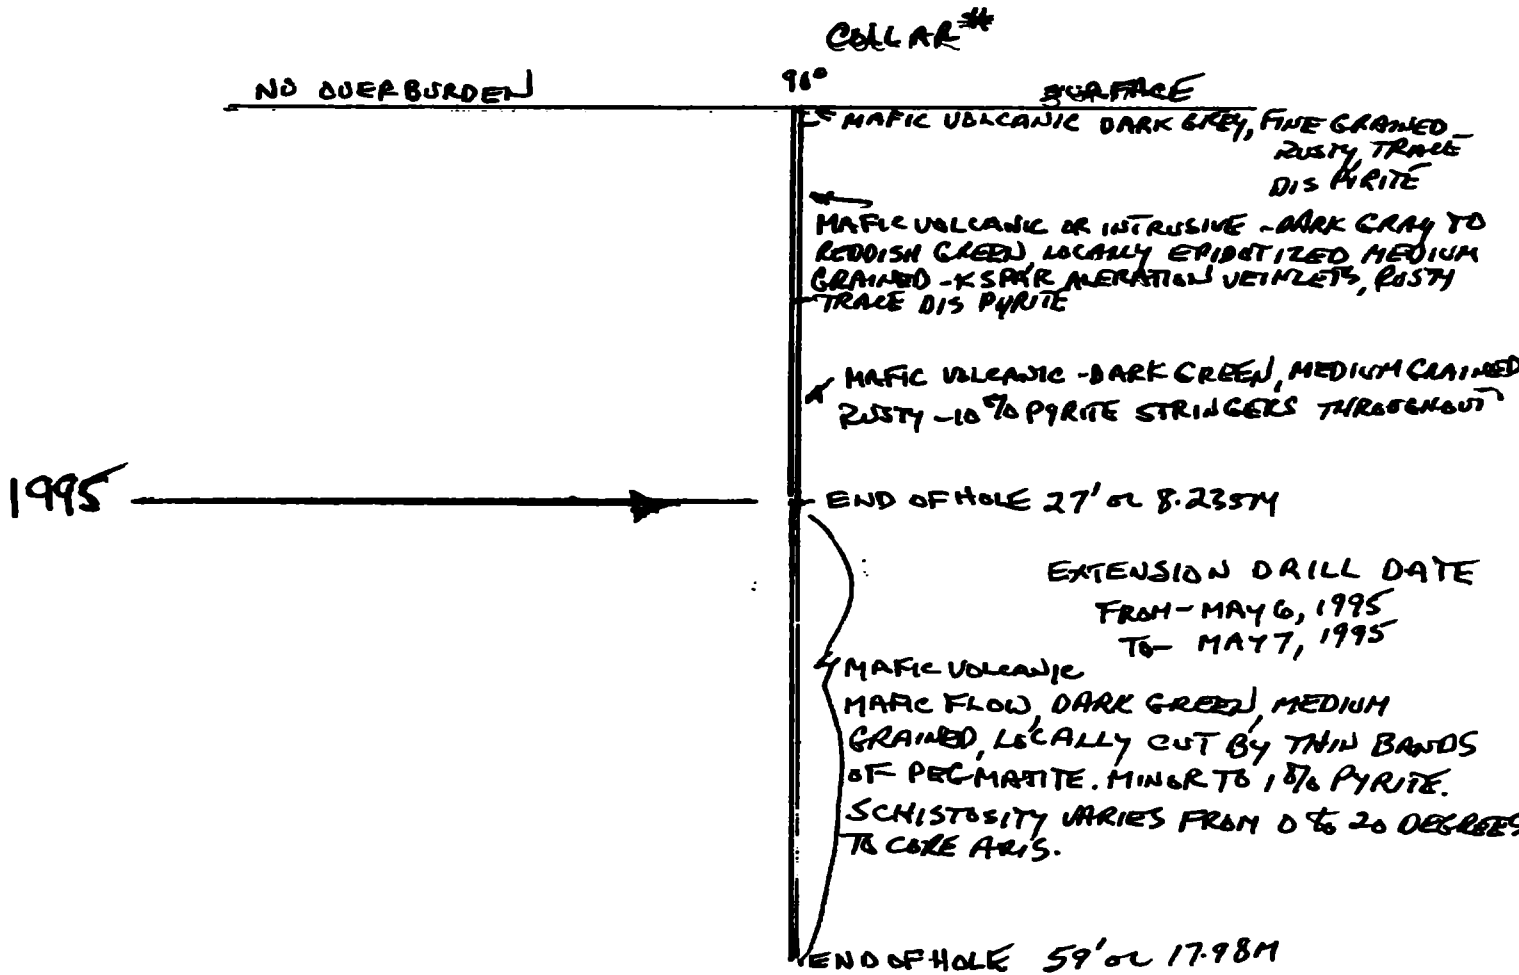 COLLAR #
90°
NO OVERBURDEN
SURFACE
MAFIC VOLCANIC DARK GREY, FINE GRAINED -
RUSTY, TRACE
DIS PYRITE
MAFIC VOLCANIC OR INTRUSIVE - DARK GRAY TO
REDDISH GREEN, LOCALLY EPIDOTIZED MEDIUM
GRAINED - K SPAR ALERATION VEINLETS, RUSTY
TRACE DIS PYRITE
MAFIC VOLCANIC - DARK GREEN, MEDIUM GRAINED
RUSTY - 10% PYRITE STRINGERS THROUGHOUT
1995
END OF HOLE 27' or 8.235M
EXTENSION DRILL DATE
FROM - MAY 6, 1995
TO - MAY 7, 1995
MAFIC VOLCANIC
MAFIC FLOW, DARK GREEN, MEDIUM
GRAINED, LOCALLY CUT BY THIN BANDS
OF PEGMATITE. MINOR TO 1% PYRITE.
SCHISTOSITY VARIES FROM 0 to 20 DEGREES
TO CORE AXIS.
END OF HOLE 59' or 17.98M